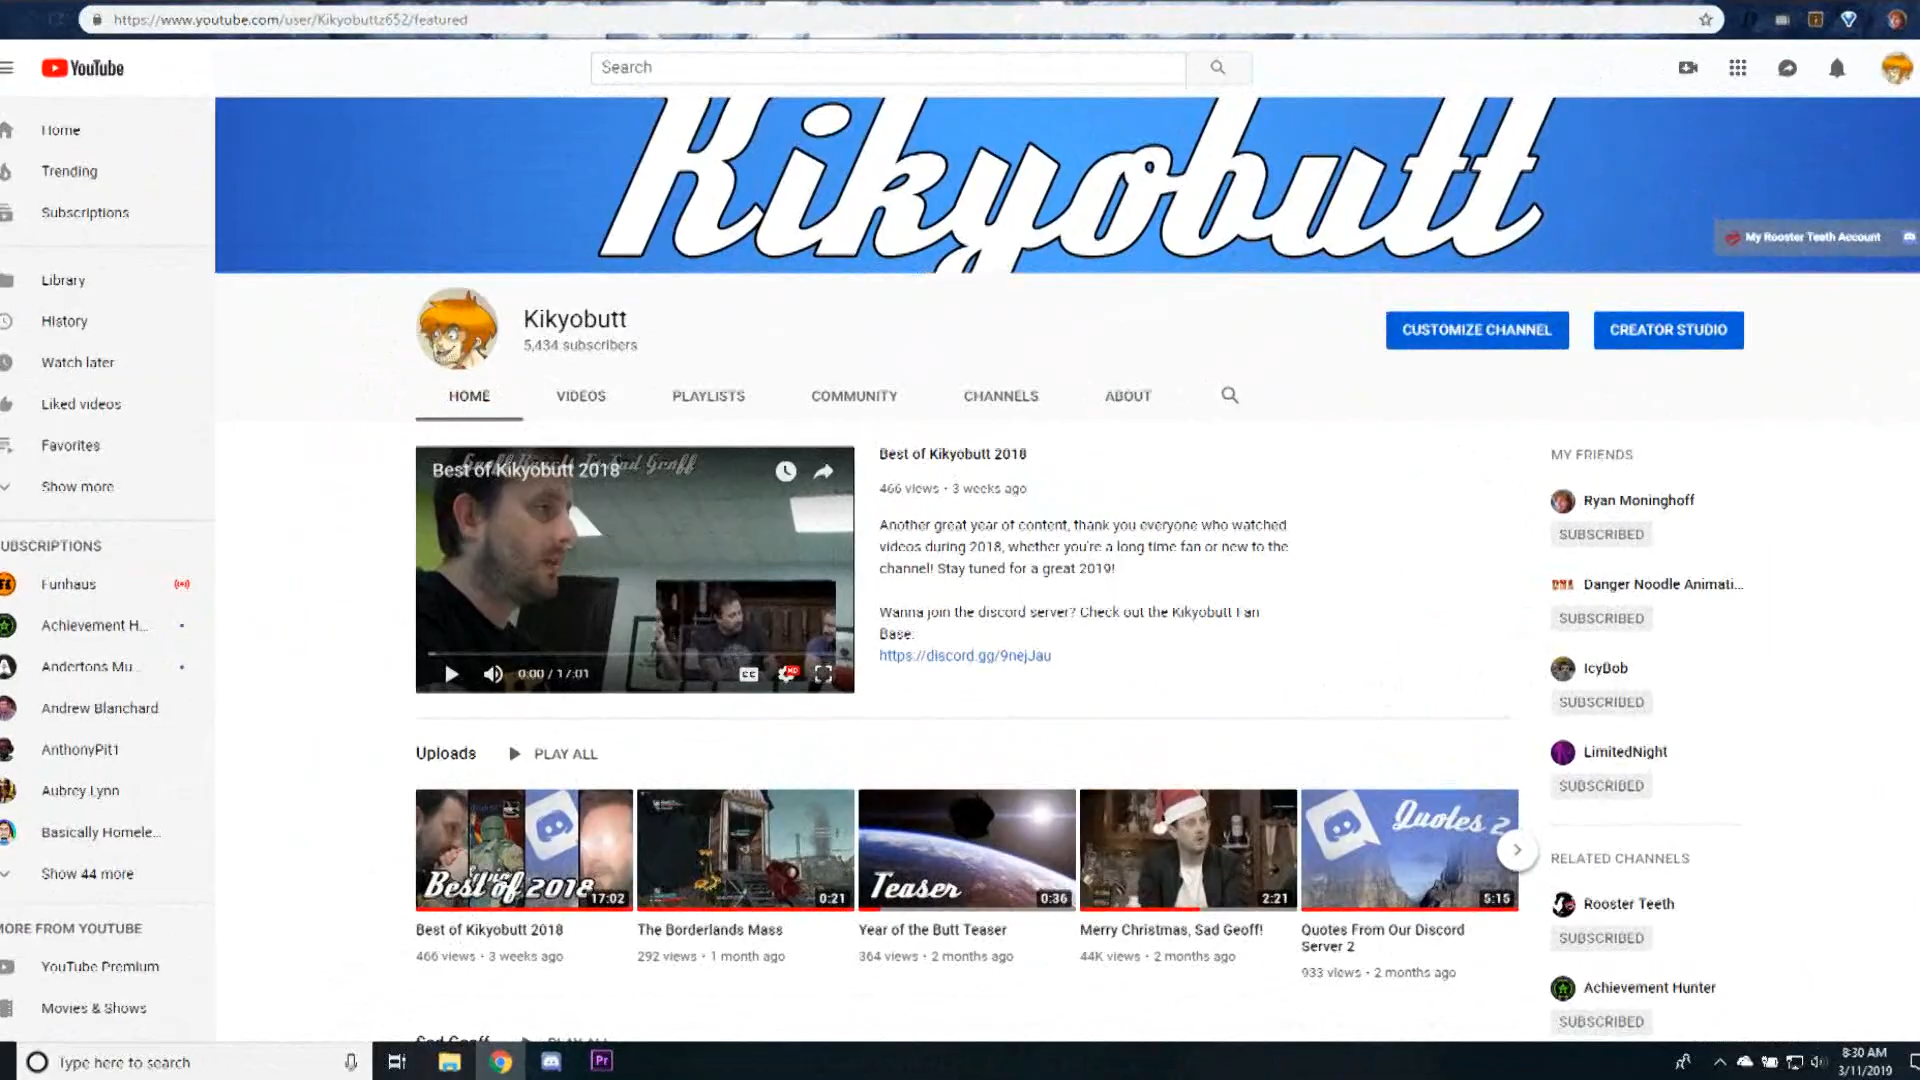 https://www.youtube.com/user/Kikyobuttz652/featured
YouTube
Search
Home
Trending
Subscriptions
Library
History
Watch later
Liked videos
Favorites
Show more
UBSCRIPTIONS
Funhaus
Achievement H...
Andertons Mu...
Andrew Blanchard
AnthonyPit1
Aubrey Lynn
Basically Homele...
Show 44 more
MORE FROM YOUTUBE
YouTube Premium
Movies & Shows
Kikyobutt
My Rooster Teeth Account
Kikyobutt
5,434 subscribers
CUSTOMIZE CHANNEL
CREATOR STUDIO
HOME
VIDEOS
PLAYLISTS
COMMUNITY
CHANNELS
ABOUT
Best of Kikyobutt 2018
0:00 / 17:01
CC
HD
Best of Kikyobutt 2018
466 views • 3 weeks ago
Another great year of content, thank you everyone who watched
videos during 2018, whether you're a long time fan or new to the
channel! Stay tuned for a great 2019!
Wanna join the discord server? Check out the Kikyobutt Fan
Base:
https://discord.gg/9nejJau
Uploads
PLAY ALL
Best of 2018
17:02
Best of Kikyobutt 2018
466 views • 3 weeks ago
0:21
The Borderlands Mass
292 views • 1 month ago
Teaser
0:36
Year of the Butt Teaser
364 views • 2 months ago
2:21
Merry Christmas, Sad Geoff!
44K views • 2 months ago
Quotes 2
5:15
Quotes From Our Discord
Server 2
933 views • 2 months ago
Sad Geoff
PLAY ALL
MY FRIENDS
Ryan Moninghoff
SUBSCRIBED
Danger Noodle Animati...
SUBSCRIBED
IcyBob
SUBSCRIBED
LimitedNight
SUBSCRIBED
RELATED CHANNELS
Rooster Teeth
SUBSCRIBED
Achievement Hunter
SUBSCRIBED
Type here to search
Pr
8:30 AM
3/11/2019